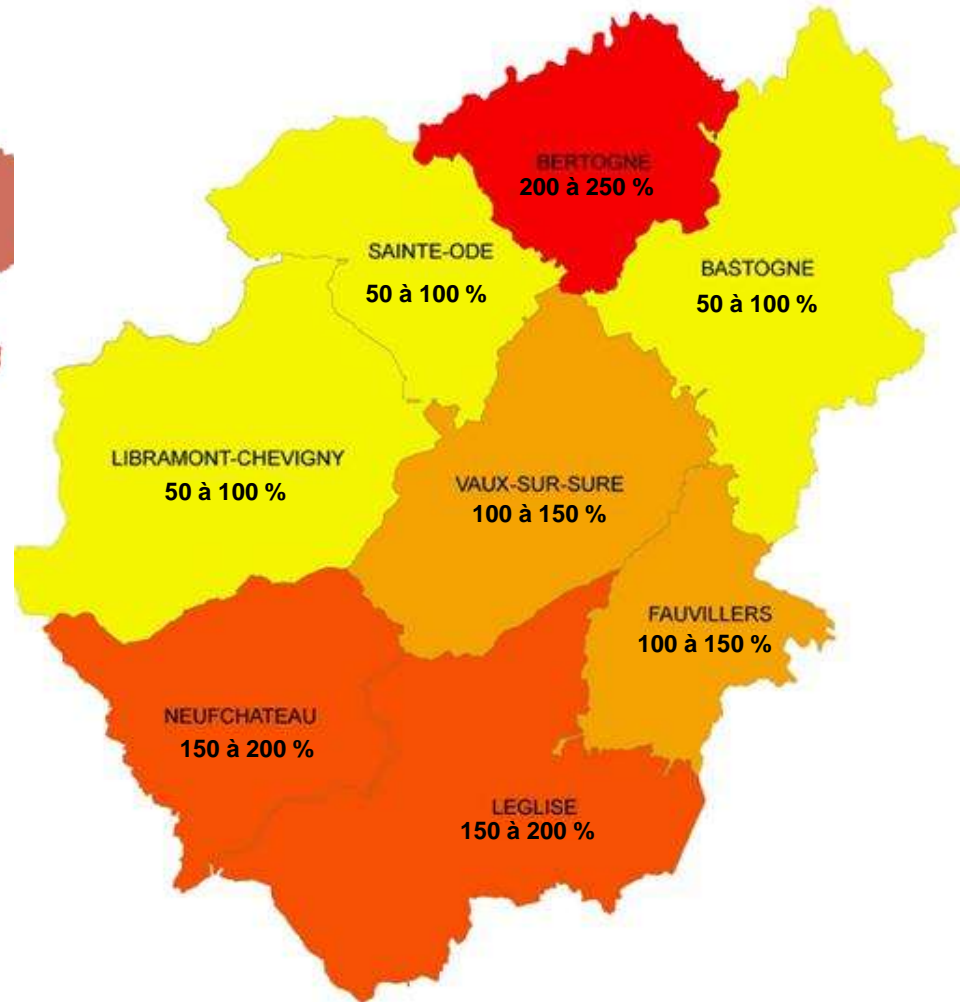 BERTOGNE
200 à 250 %
SAINTE-ODE
50 à 100 %
BASTOGNE
50 à 100 %
LIBRAMONT-CHEVIGNY
50 à 100 %
VAUX-SUR-SURE
100 à 150 %
FAUVILLERS
100 à 150 %
NEUFCHATEAU
150 à 200 %
LEGLISE
150 à 200 %